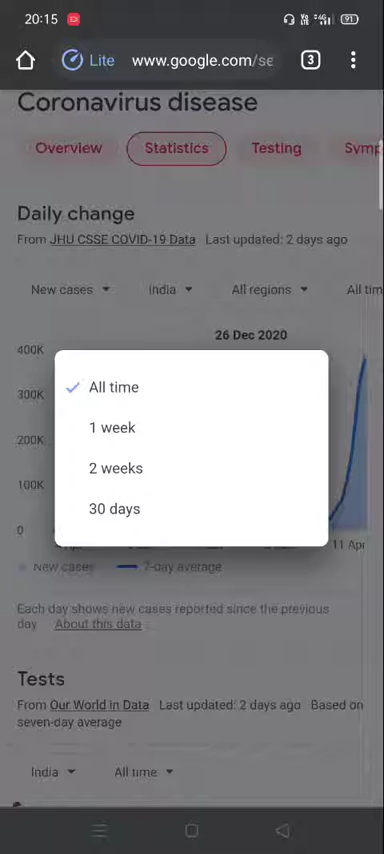 20:15 91
Lite www.google.com/se 3
Coronavirus disease
Overview Statistics Testing Symp
Daily change
From JHU CSSE COVID-19 Data Last updated: 2 days ago
New cases India All regions All tim
26 Dec 2020
400K
300K
200K
100K
0
11 Apr
All time
1 week
2 weeks
30 days
New cases 7-day average
Each day shows new cases reported since the previous
day About this data
Tests
From Our World in Data Last updated: 2 days ago Based on
seven-day average
India All time